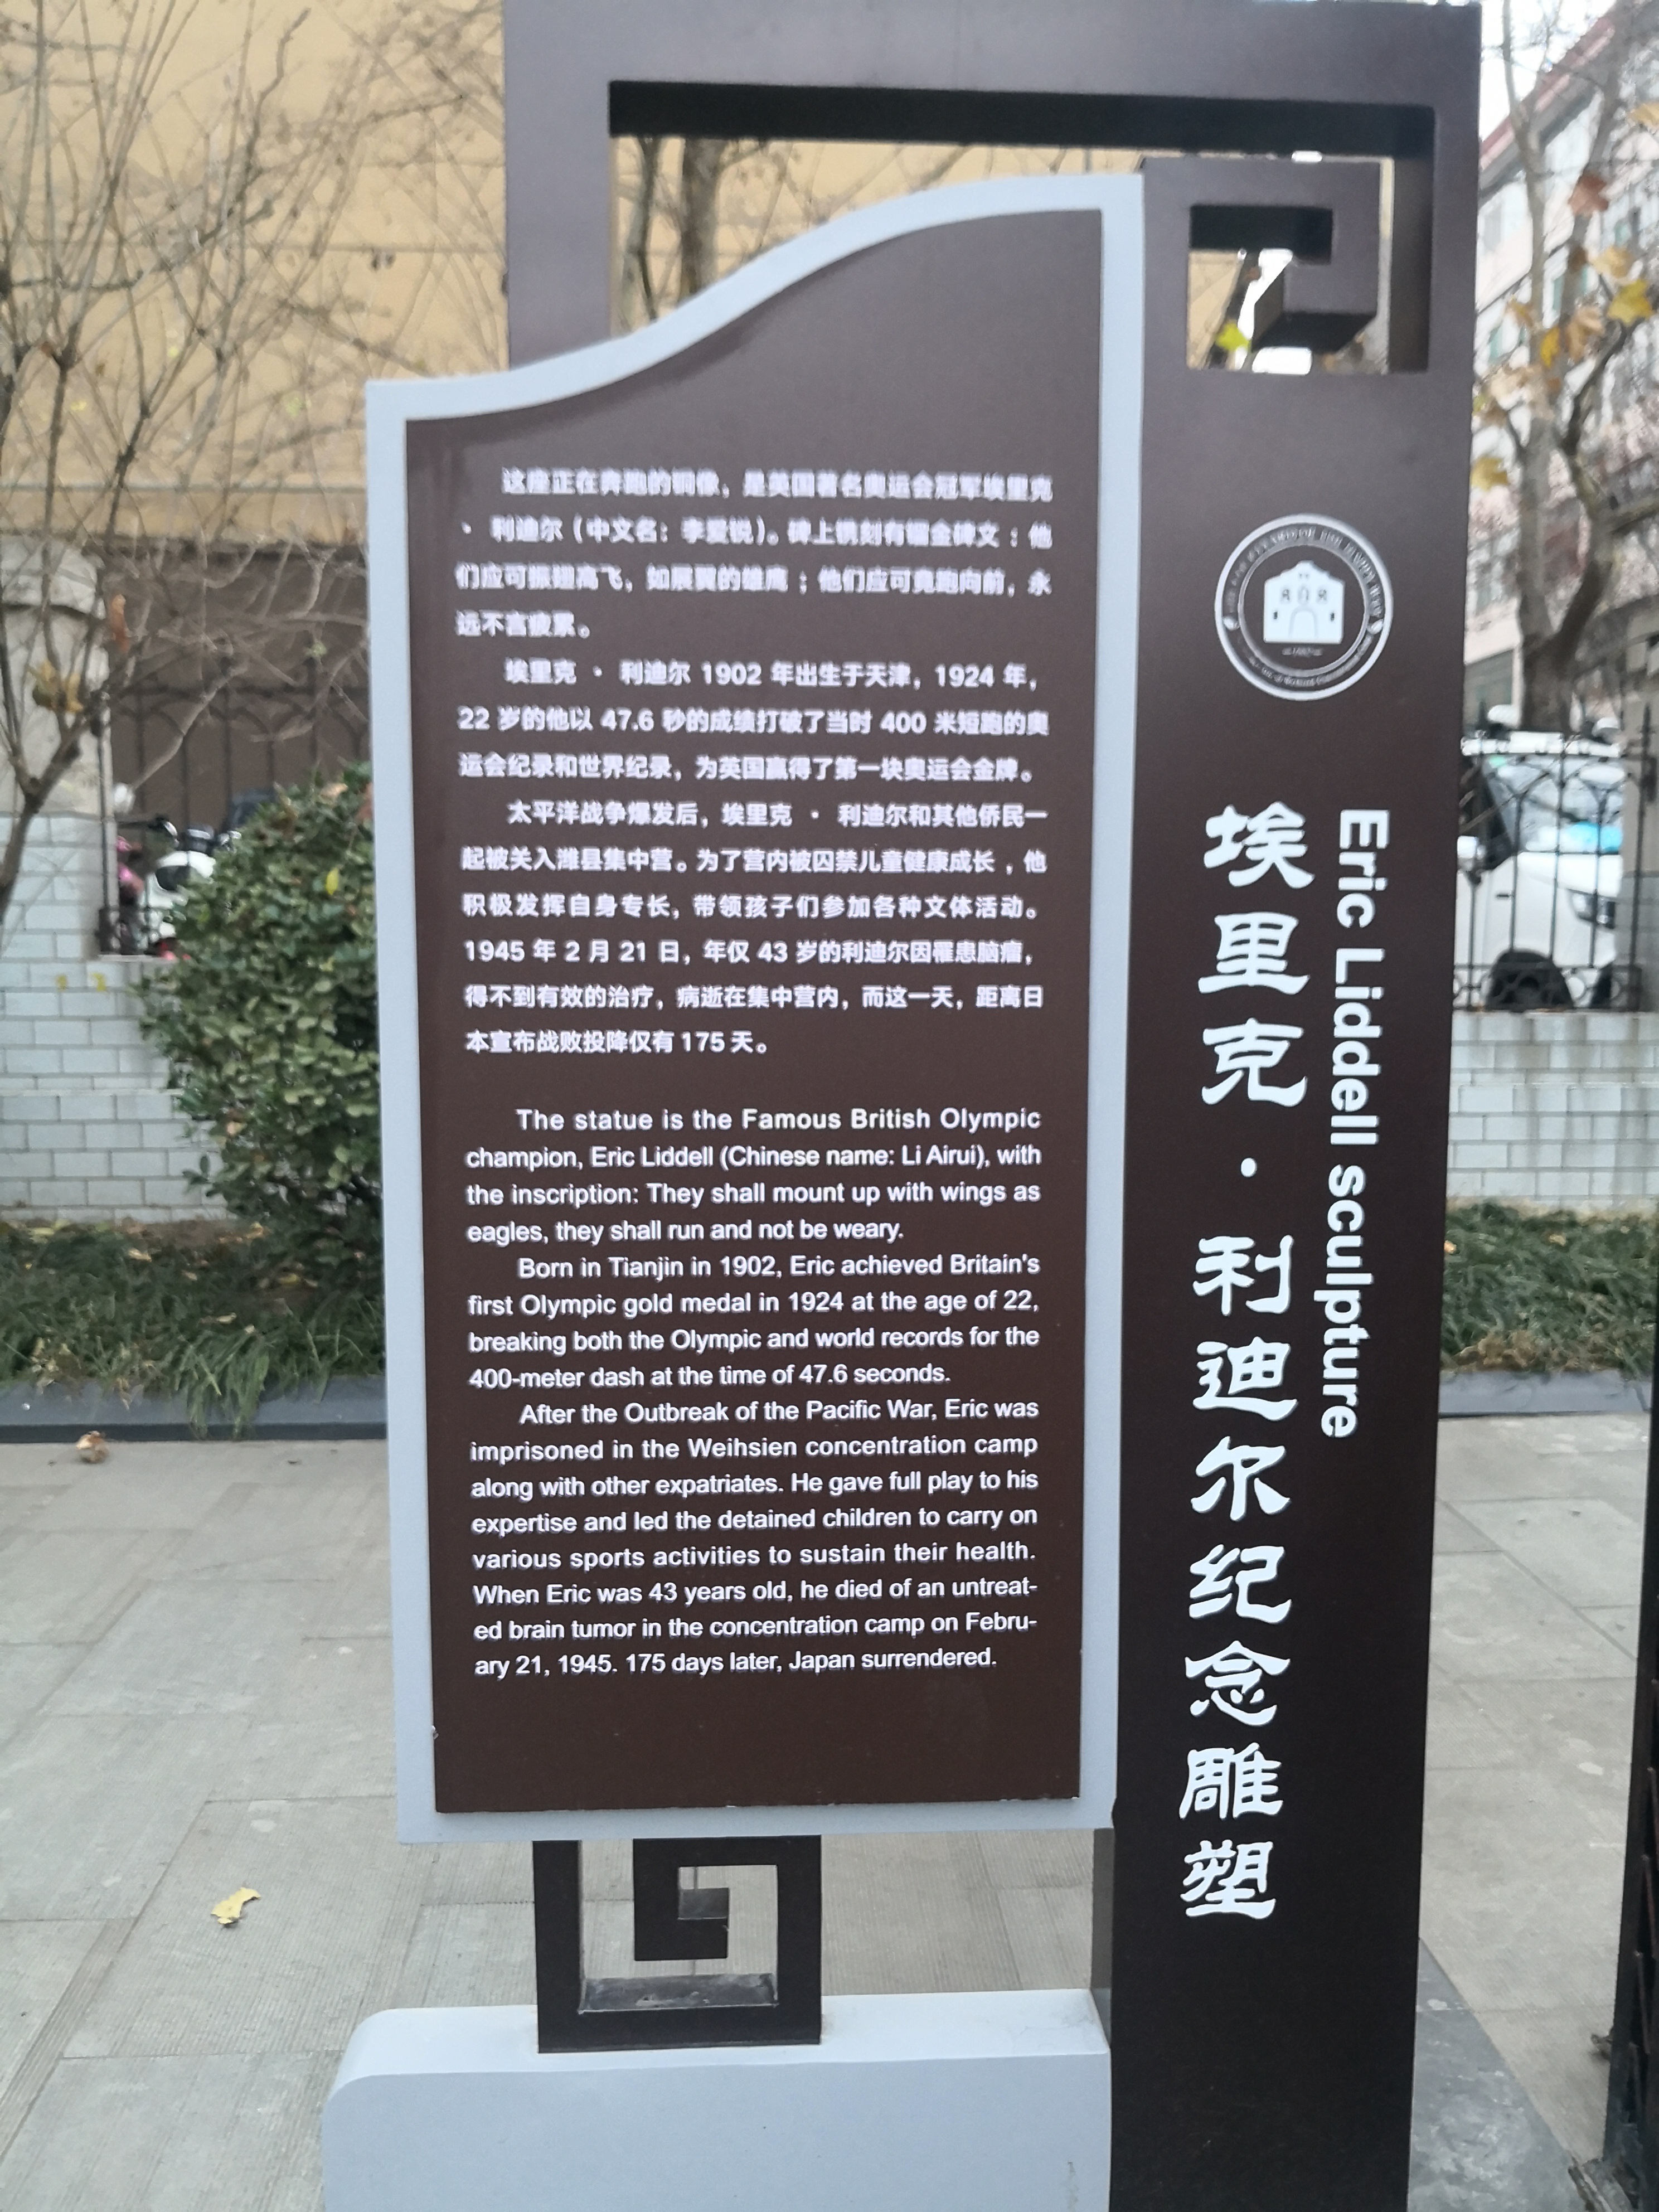 这座正在奔跑的铜像，是美国著名奥运会冠军埃里克
· 利迪尔（中文名：李爱锐）。碑上镌刻有镏金碑文：他
们应可振翅高飞，如展翼的雄鹰；他们应可竞跑向前，永
远不言疲累。
埃里克 · 利迪尔 1902 年出生于天津，1924 年，
22 岁的他以 47.6 秒的成绩打破了当时 400 米短跑的奥
运会纪录和世界纪录，为英国赢得了第一块奥运会金牌。
太平洋战争爆发后，埃里克 · 利迪尔和其他侨民一
起被关入潍县集中营。为了营内被囚禁儿童健康成长，他
积极发挥自身专长，带领孩子们参加各种文体活动。
1945 年 2 月 21 日，年仅 43 岁的利迪尔因罹患脑瘤，
得不到有效的治疗，病逝在集中营内，而这一天，距离日
本宣布战败投降仅有 175 天。
The statue is the Famous British Olympic
champion, Eric Liddell (Chinese name: Li Airui), with
the inscription: They shall mount up with wings as
eagles, they shall run and not be weary.
Born in Tianjin in 1902, Eric achieved Britain's
first Olympic gold medal in 1924 at the age of 22,
breaking both the Olympic and world records for the
400-meter dash at the time of 47.6 seconds.
After the Outbreak of the Pacific War, Eric was
imprisoned in the Weihsien concentration camp
along with other expatriates. He gave full play to his
expertise and led the detained children to carry on
various sports activities to sustain their health.
When Eric was 43 years old, he died of an untreat-
ed brain tumor in the concentration camp on Febru-
ary 21, 1945. 175 days later, Japan surrendered.
埃里克·利迪尔纪念雕塑
Eric Liddell sculpture